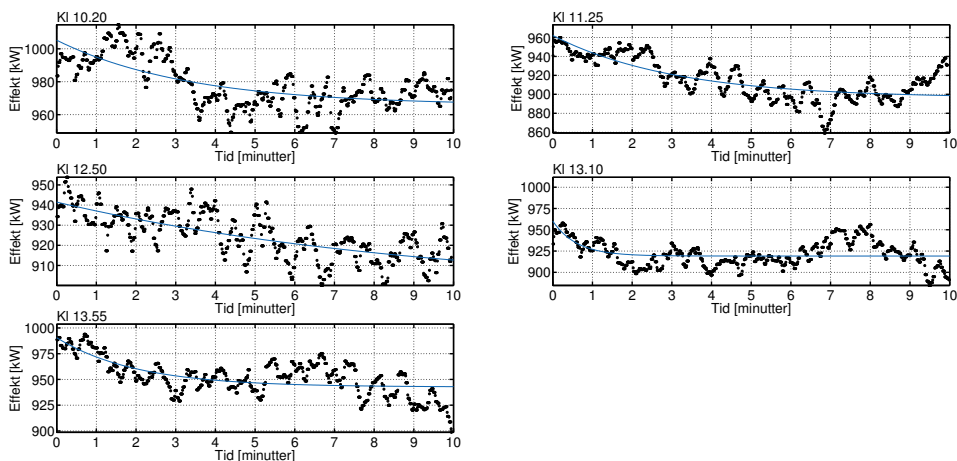 Kl 10.20
Effekt [kW]
1000
980
960
0 1 2 3 4 5 6 7 8 9 10
Tid [minutter]
Kl 11.25
Effekt [kW]
960
940
920
900
880
860
0 1 2 3 4 5 6 7 8 9 10
Tid [minutter]
Kl 12.50
Effekt [kW]
950
940
930
920
910
0 1 2 3 4 5 6 7 8 9 10
Tid [minutter]
Kl 13.10
Effekt [kW]
1000
975
950
925
900
0 1 2 3 4 5 6 7 8 9 10
Tid [minutter]
Kl 13.55
Effekt [kW]
1000
975
950
925
900
0 1 2 3 4 5 6 7 8 9 10
Tid [minutter]